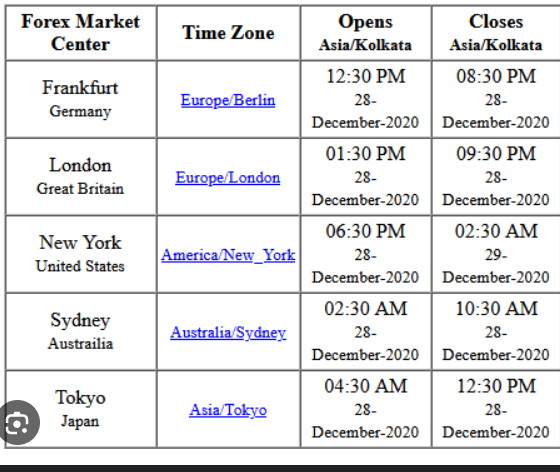 Forex Market Center Time Zone Opens Asia/Kolkata Closes Asia/Kolkata
Frankfurt Germany Europe/Berlin 12:30 PM 28-December-2020 08:30 PM 28-December-2020
London Great Britain Europe/London 01:30 PM 28-December-2020 09:30 PM 28-December-2020
New York United States America/New_York 06:30 PM 28-December-2020 02:30 AM 29-December-2020
Sydney Austrailia Australia/Sydney 02:30 AM 28-December-2020 10:30 AM 28-December-2020
Tokyo Japan Asia/Tokyo 04:30 AM 28-December-2020 12:30 PM 28-December-2020